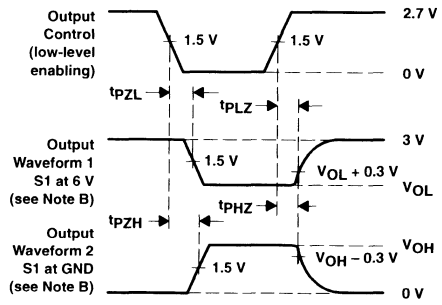 Output
Control
(low-level
enabling)
1.5 V
1.5 V
2.7 V
0 V
tPZL
tPLZ
Output
Waveform 1
S1 at 6 V
(see Note B)
1.5 V
3 V
VOL + 0.3 V
VOL
tPZH
tPHZ
Output
Waveform 2
S1 at GND
(see Note B)
1.5 V
VOH
VOH – 0.3 V
0 V